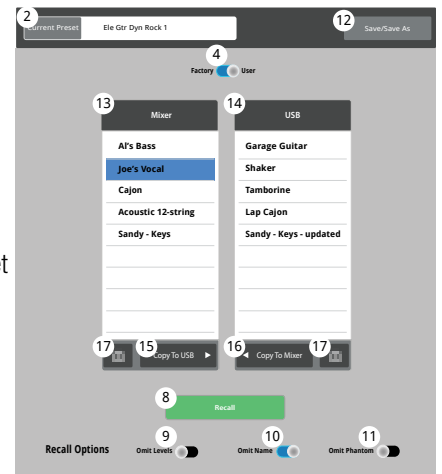 2
Current Preset Ele Gtr Dyn Rock 1
12
Save/Save As
4
Factory User
13
Mixer
14
USB
Al's Bass
Joe's Vocal
Cajon
Acoustic 12-string
Sandy - Keys
Garage Guitar
Shaker
Tamborine
Lap Cajon
Sandy - Keys - updated
et
17
15
Copy To USB
16
Copy To Mixer
17
8
Recall
Recall Options
9
Omit Levels
10
Omit Name
11
Omit Phantom